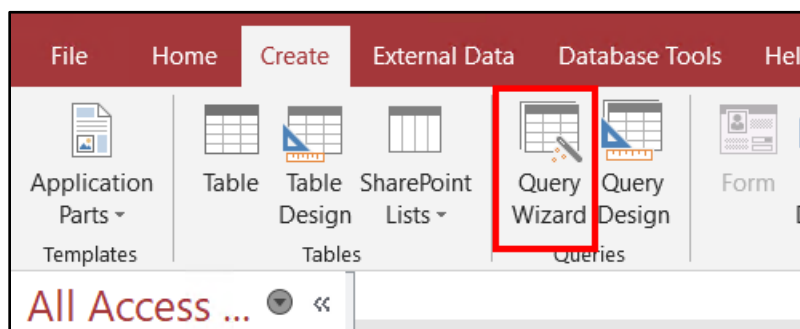 File Home Create External Data Database Tools
Application Parts
Table
Table Design
SharePoint Lists
Query Wizard
Query Design
Form
Templates Tables Queries
All Access ...